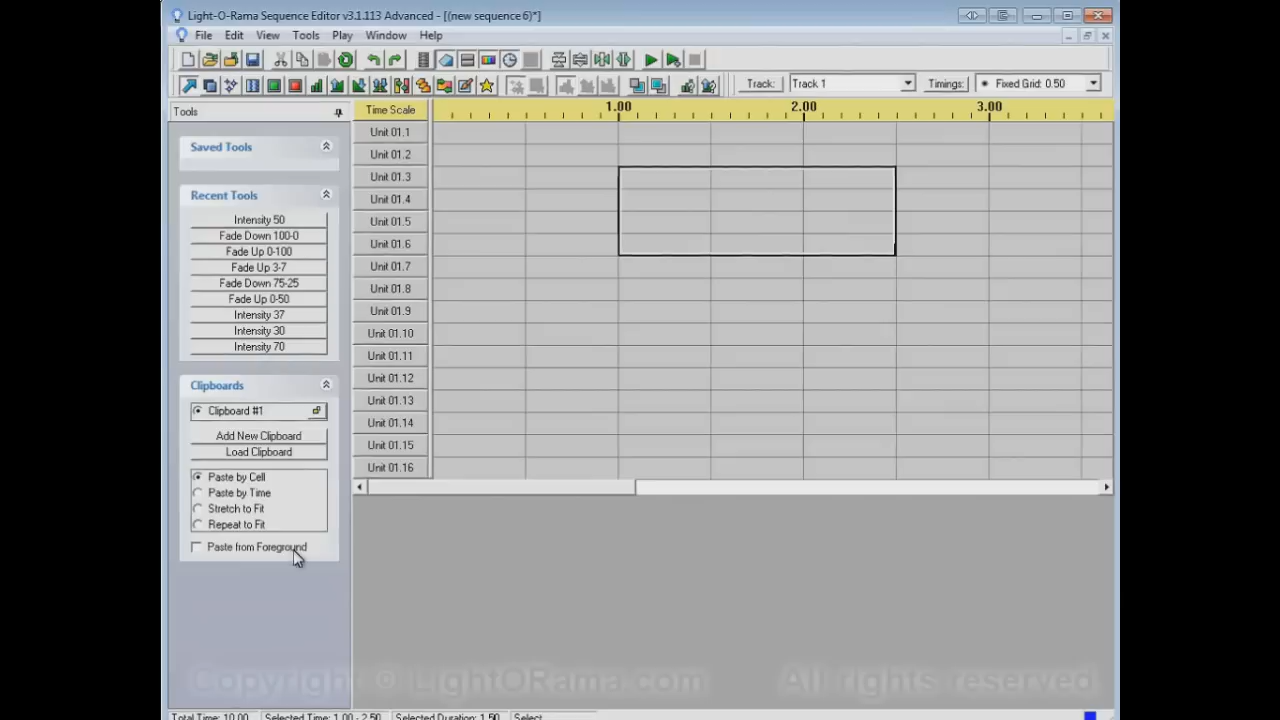 Light-O-Rama Sequence Editor v3.1.113 Advanced - [(new sequence 6)*]
File Edit View Tools Play Window Help
Track: Track 1 Timings: Fixed Grid: 0.50
Tools
Time Scale 1.00 2.00 3.00
Saved Tools
Recent Tools
Intensity 50
Fade Down 100-0
Fade Up 0-100
Fade Up 3-7
Fade Down 75-25
Fade Up 0-50
Intensity 37
Intensity 30
Intensity 70
Clipboards
Clipboard #1
Add New Clipboard
Load Clipboard
Paste by Cell
Paste by Time
Stretch to Fit
Repeat to Fit
Paste from Foreground
Unit 01.1
Unit 01.2
Unit 01.3
Unit 01.4
Unit 01.5
Unit 01.6
Unit 01.7
Unit 01.8
Unit 01.9
Unit 01.10
Unit 01.11
Unit 01.12
Unit 01.13
Unit 01.14
Unit 01.15
Unit 01.16
Copyright © LightORama.com All rights reserved
Total Time: 10.00 Selected Time: 1.00 - 2.50 Selected Duration: 1.50 Select